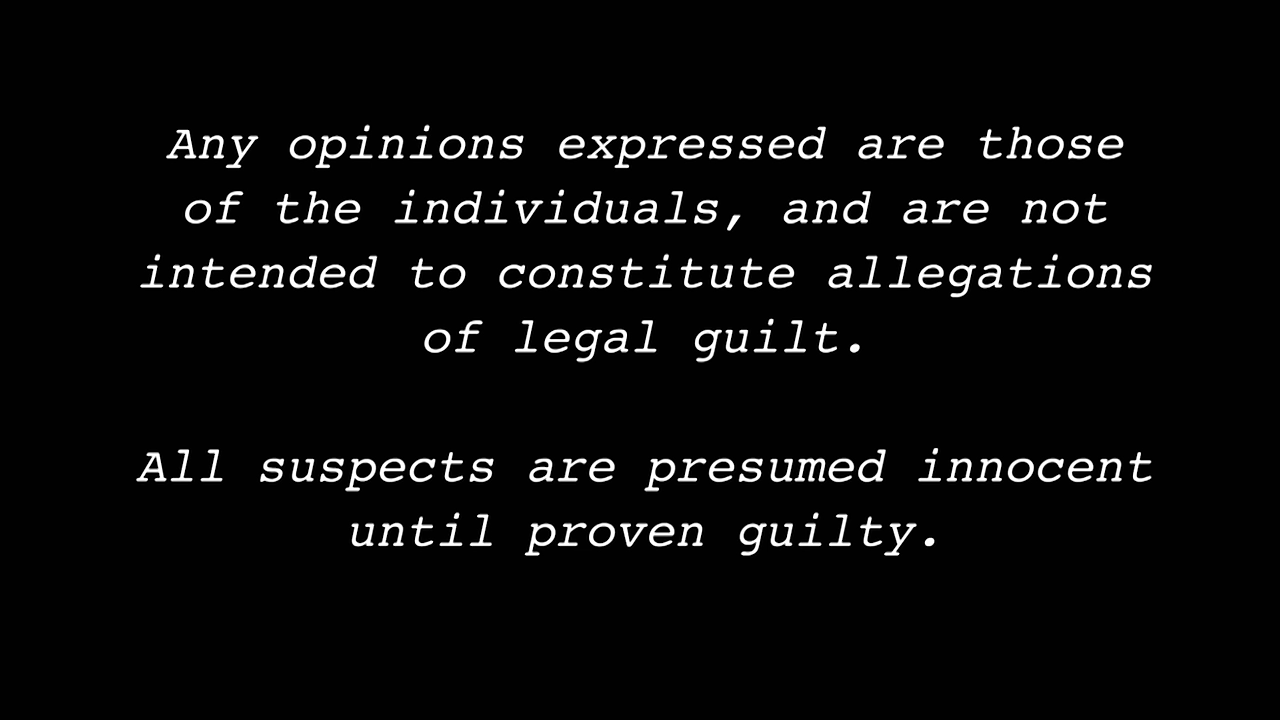 Any opinions expressed are those
of the individuals, and are not
intended to constitute allegations
of legal guilt.
All suspects are presumed innocent
until proven guilty.